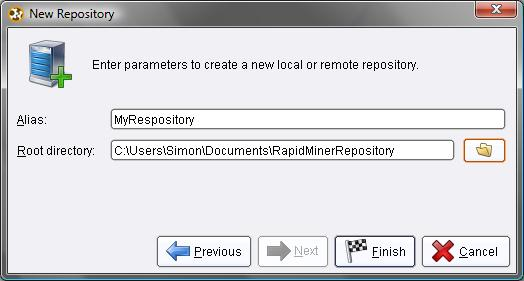 New Repository
Enter parameters to create a new local or remote repository.
Alias: MyRespository
Root directory: C:\Users\Simon\Documents\RapidMinerRepository
Previous Next Finish Cancel